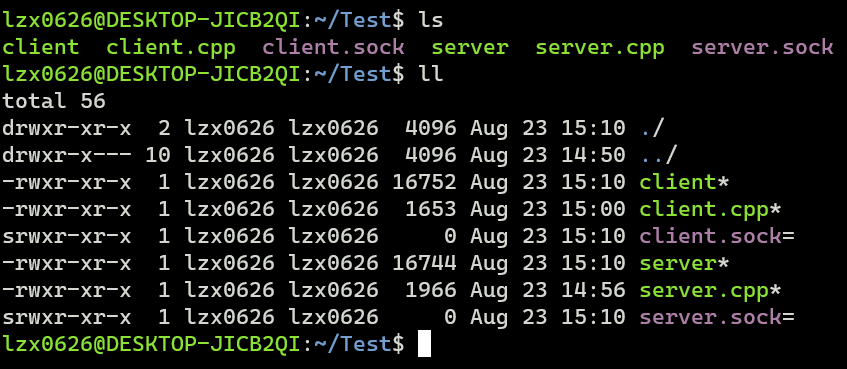 lzx0626@DESKTOP-JICB2QI:~/Test$ ls
client  client.cpp  client.sock  server  server.cpp  server.sock
lzx0626@DESKTOP-JICB2QI:~/Test$ ll
total 56
drwxr-xr-x  2 lzx0626 lzx0626  4096 Aug 23 15:10 ./
drwxr-x--- 10 lzx0626 lzx0626  4096 Aug 23 14:50 ../
-rwxr-xr-x  1 lzx0626 lzx0626 16752 Aug 23 15:10 client*
-rwxr-xr-x  1 lzx0626 lzx0626  1653 Aug 23 15:00 client.cpp*
srwxr-xr-x  1 lzx0626 lzx0626     0 Aug 23 15:10 client.sock=
-rwxr-xr-x  1 lzx0626 lzx0626 16744 Aug 23 15:10 server*
-rwxr-xr-x  1 lzx0626 lzx0626  1966 Aug 23 14:56 server.cpp*
srwxr-xr-x  1 lzx0626 lzx0626     0 Aug 23 15:10 server.sock=
lzx0626@DESKTOP-JICB2QI:~/Test$